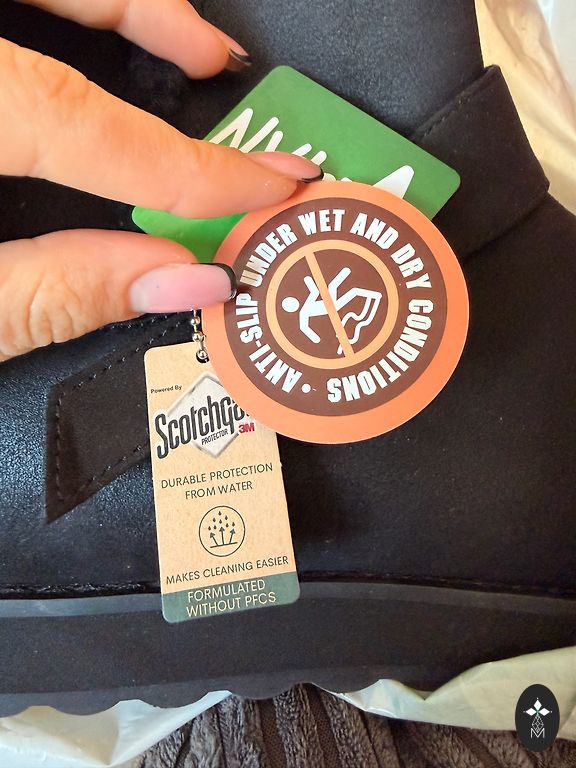 ANTI-SLIP UNDER WET AND DRY CONDITIONS •
Powered By
PROTECTOR 3M
DURABLE PROTECTION
FROM WATER
MAKES CLEANING EASIER
FORMULATED
WITHOUT PFCS
M